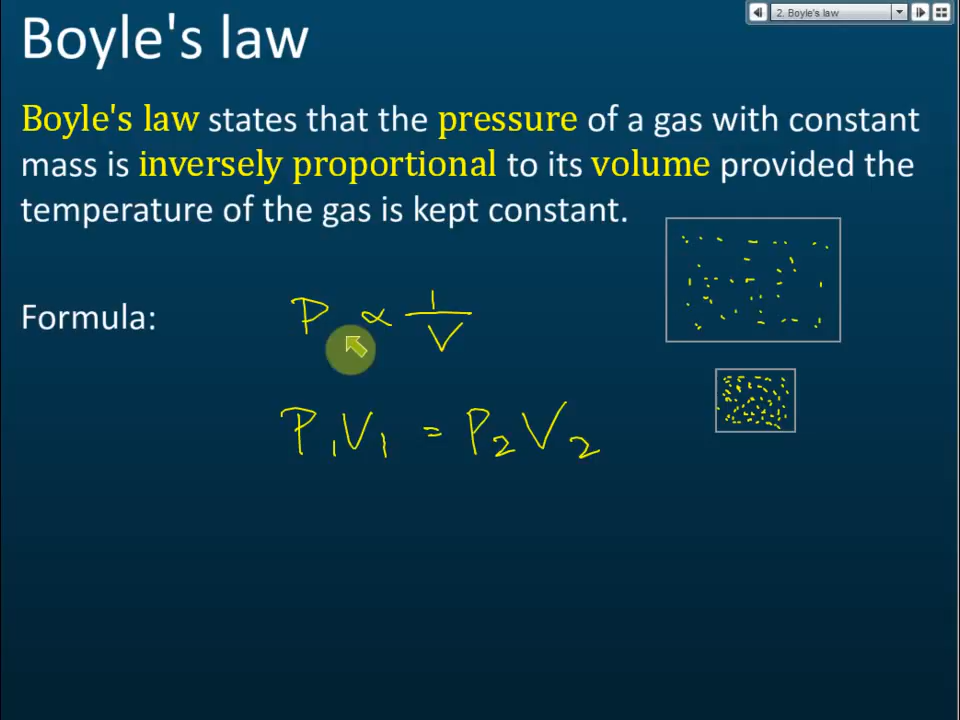 2. Boyle's law
Boyle's law
Boyle's law states that the pressure of a gas with constant
mass is inversely proportional to its volume provided the
temperature of the gas is kept constant.
Formula: P ∝ 1/V
P₁V₁ = P₂V₂